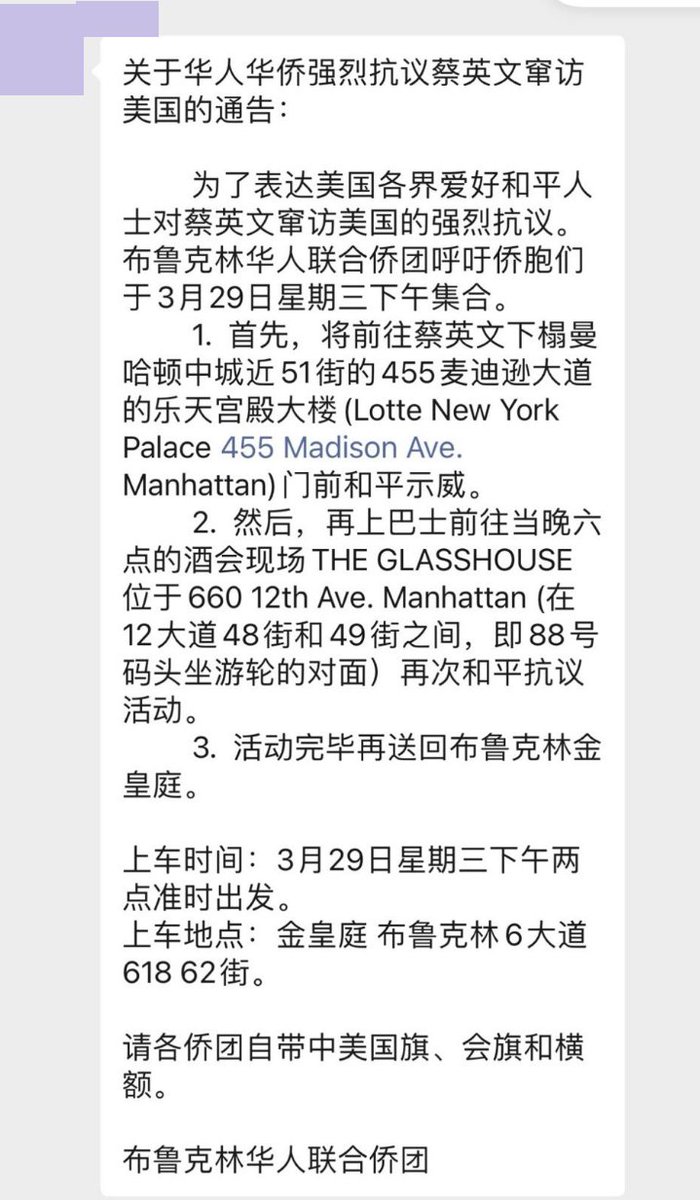 关于华人华侨强烈抗议蔡英文窜访
美国的通告：
为了表达美国各界爱好和平人
士对蔡英文窜访美国的强烈抗议。
布鲁克林华人联合侨团呼吁侨胞们
于3月29日星期三下午集合。
1. 首先，将前往蔡英文下榻曼
哈顿中城近51街的455麦迪逊大道
的乐天宫殿大楼(Lotte New York
Palace 455 Madison Ave.
Manhattan)门前和平示威。
2. 然后，再上巴士前往当晚六
点的酒会现场THE GLASSHOUSE
位于660 12th Ave. Manhattan (在
12大道48街和49街之间，即88号
码头坐游轮的对面）再次和平抗议
活动。
3. 活动完毕再送回布鲁克林金
皇庭。
上车时间：3月29日星期三下午两
点准时出发。
上车地点：金皇庭 布鲁克林6大道
618 62街。
请各侨团自带中美国旗、会旗和横
额。
布鲁克林华人联合侨团